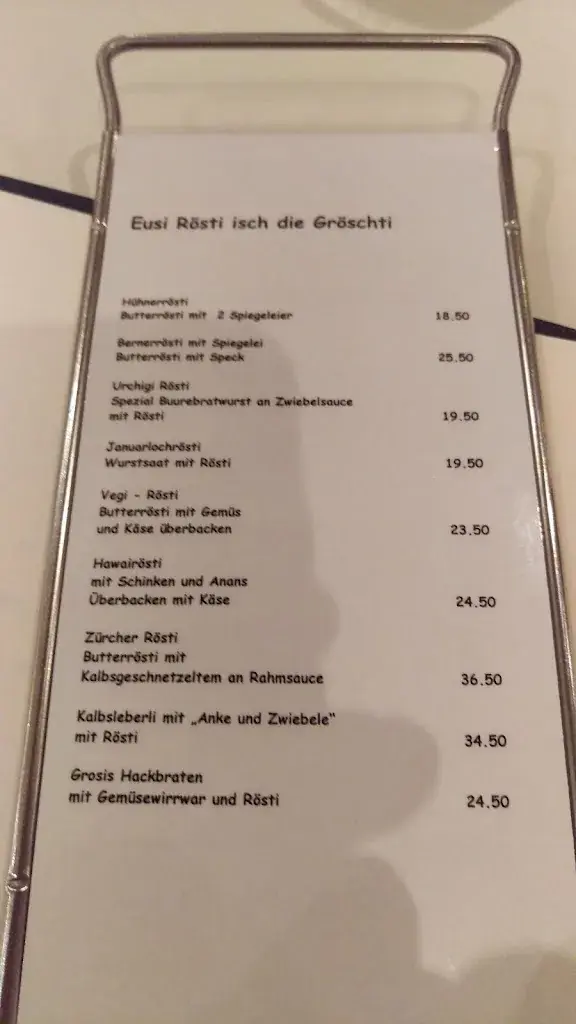 Eusi Rösti isch die Gröschti
Hühnerrösti
Butterrösti mit 2 Spiegeleier 18.50
Bernerrösti mit Spiegelei
Butterrösti mit Speck 25.50
Urchigi Rösti
Spezial Buurebratwurst an Zwiebelsauce
mit Rösti 19.50
Januarlochrösti
Wurstsaat mit Rösti 19.50
Vegi - Rösti
Butterrösti mit Gemüs
und Käse überbacken 23.50
Hawairösti
mit Schinken und Anans
Überbacken mit Käse 24.50
Zürcher Rösti
Butterrösti mit
Kalbsgeschnetzeltem an Rahmsauce 36.50
Kalbsleberli mit „Anke und Zwiebele"
mit Rösti 34.50
Grosis Hackbraten
mit Gemüsewirrwar und Rösti 24.50